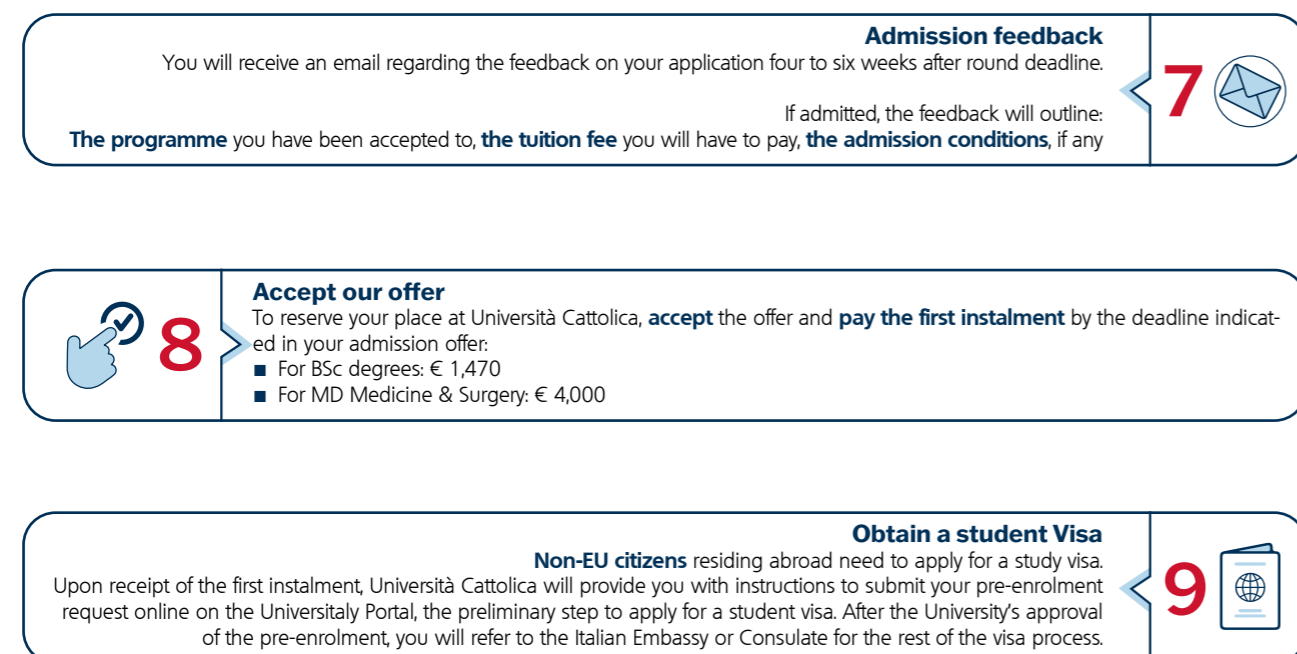 Admission feedback
You will receive an email regarding the feedback on your application four to six weeks after round deadline.
If admitted, the feedback will outline:
The programme you have been accepted to, the tuition fee you will have to pay, the admission conditions, if any
7
8
Accept our offer
To reserve your place at Università Cattolica, accept the offer and pay the first instalment by the deadline indicat-
ed in your admission offer:
■ For BSc degrees: € 1,470
■ For MD Medicine & Surgery: € 4,000
Obtain a student Visa
Non-EU citizens residing abroad need to apply for a study visa.
Upon receipt of the first instalment, Università Cattolica will provide you with instructions to submit your pre-enrolment
request online on the Universitaly Portal, the preliminary step to apply for a student visa. After the University’s approval
of the pre-enrolment, you will refer to the Italian Embassy or Consulate for the rest of the visa process.
9